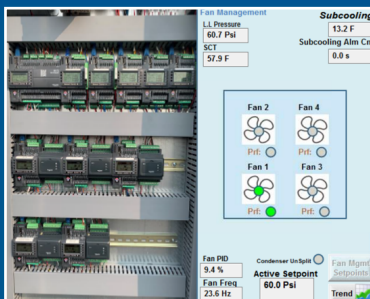 Fan Management
Subcooling
L.L Pressure
60.7 Psi
13.2 F
SCT
Subcooling Alm Cn
57.9 F
0.0 s
Fan 2
Fan 4
Prf:
Prf:
Fan 1
Fan 3
Prf:
Prf:
Fan PID
9.4 %
Condenser UnSplit
Fan Mgmt
Setpoints
Active Setpoint
60.0 Psi
Fan Freq
23.6 Hz
Trend